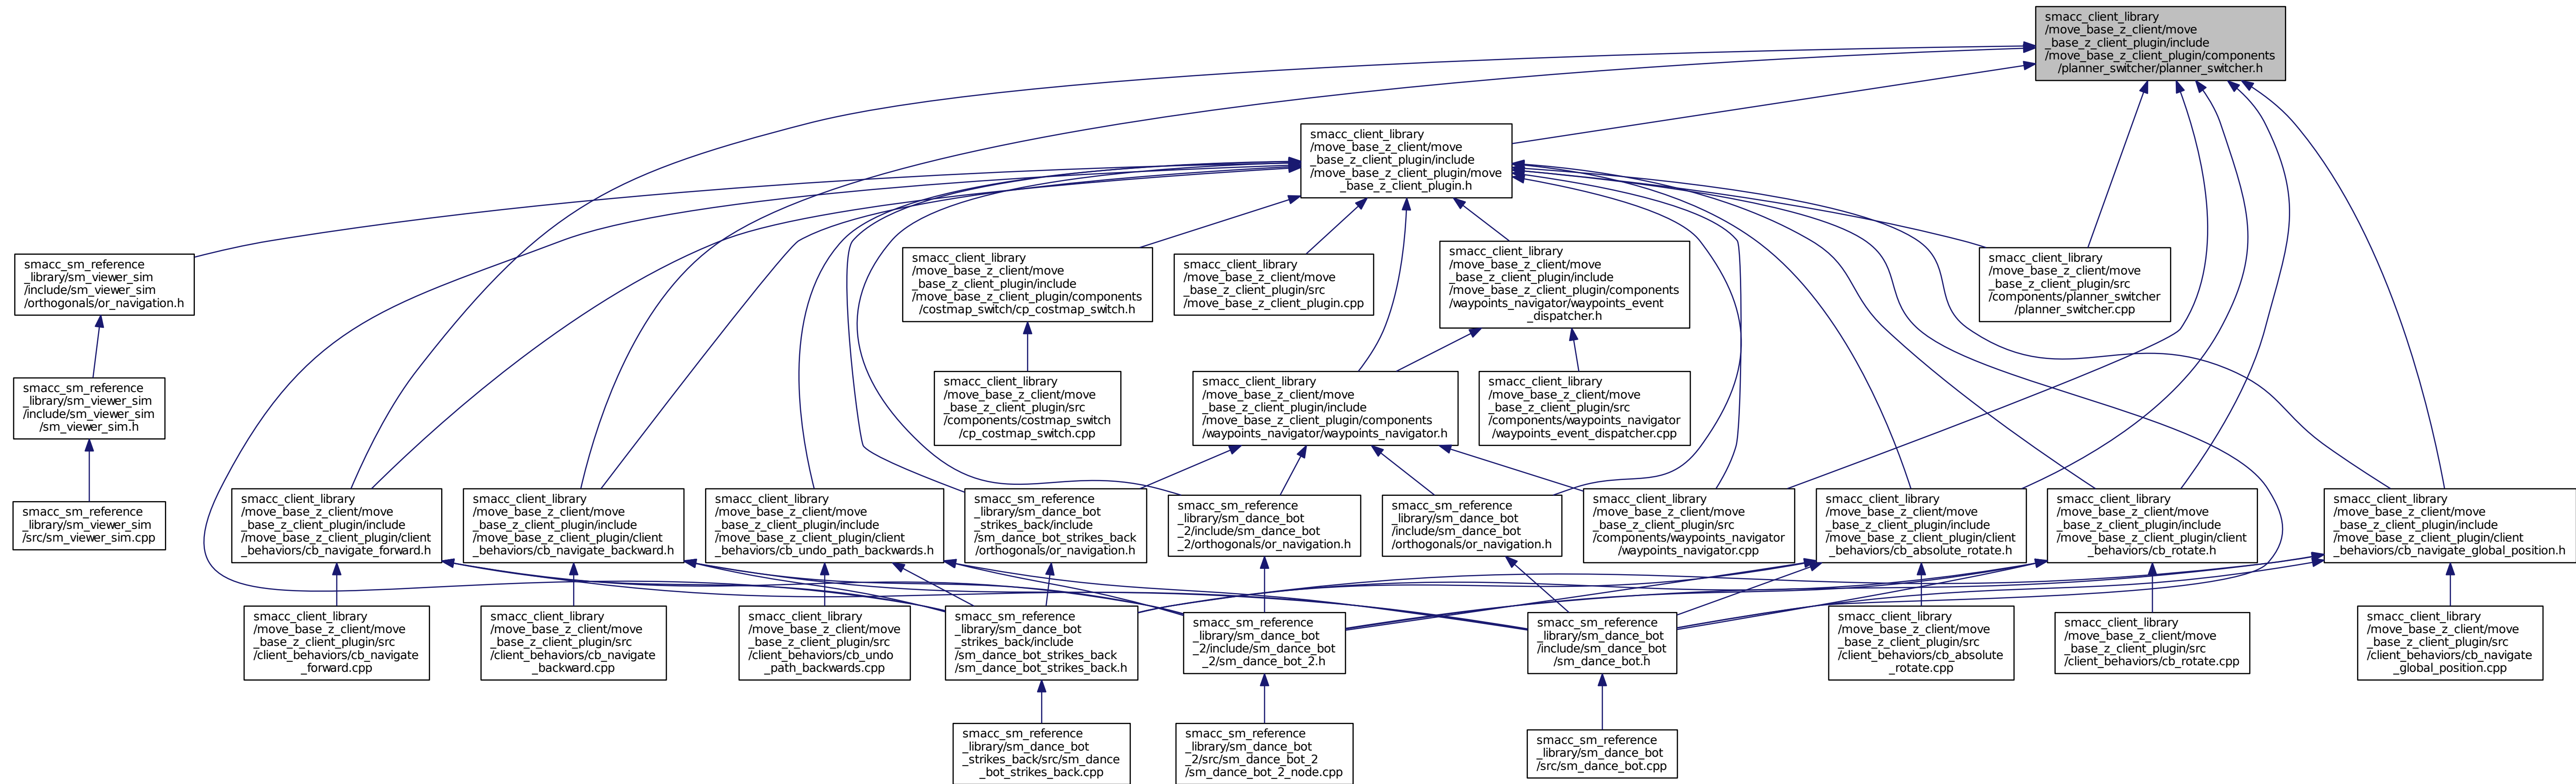 smacc_client_library
/move_base_z_client/move
_base_z_client_plugin/include
/move_base_z_client_plugin/components
/planner_switcher/planner_switcher.h
smacc_client_library
/move_base_z_client/move
_base_z_client_plugin/include
/move_base_z_client_plugin/move
_base_z_client_plugin.h
smacc_sm_reference
_library/sm_viewer_sim
/include/sm_viewer_sim
/orthogonals/or_navigation.h
smacc_client_library
/move_base_z_client/move
_base_z_client_plugin/include
/move_base_z_client_plugin/components
/costmap_switch/cp_costmap_switch.h
smacc_client_library
/move_base_z_client/move
_base_z_client_plugin/src
/move_base_z_client_plugin.cpp
smacc_client_library
/move_base_z_client/move
_base_z_client_plugin/include
/move_base_z_client_plugin/components
/waypoints_navigator/waypoints_event
_dispatcher.h
smacc_client_library
/move_base_z_client/move
_base_z_client_plugin/src
/components/planner_switcher
/planner_switcher.cpp
smacc_sm_reference
_library/sm_viewer_sim
/include/sm_viewer_sim
/sm_viewer_sim.h
smacc_client_library
/move_base_z_client/move
_base_z_client_plugin/src
/components/costmap_switch
/cp_costmap_switch.cpp
smacc_client_library
/move_base_z_client/move
_base_z_client_plugin/include
/move_base_z_client_plugin/components
/waypoints_navigator/waypoints_navigator.h
smacc_client_library
/move_base_z_client/move
_base_z_client_plugin/src
/components/waypoints_navigator
/waypoints_event_dispatcher.cpp
smacc_sm_reference
_library/sm_viewer_sim
/src/sm_viewer_sim.cpp
smacc_client_library
/move_base_z_client/move
_base_z_client_plugin/include
/move_base_z_client_plugin/client
_behaviors/cb_navigate_forward.h
smacc_client_library
/move_base_z_client/move
_base_z_client_plugin/include
/move_base_z_client_plugin/client
_behaviors/cb_navigate_backward.h
smacc_client_library
/move_base_z_client/move
_base_z_client_plugin/include
/move_base_z_client_plugin/client
_behaviors/cb_undo_path_backwards.h
smacc_sm_reference
_library/sm_dance_bot
_strikes_back/include
/sm_dance_bot_strikes_back
/orthogonals/or_navigation.h
smacc_sm_reference
_library/sm_dance_bot
_2/include/sm_dance_bot
_2/orthogonals/or_navigation.h
smacc_sm_reference
_library/sm_dance_bot
/include/sm_dance_bot
/orthogonals/or_navigation.h
smacc_client_library
/move_base_z_client/move
_base_z_client_plugin/src
/components/waypoints_navigator
/waypoints_navigator.cpp
smacc_client_library
/move_base_z_client/move
_base_z_client_plugin/include
/move_base_z_client_plugin/client
_behaviors/cb_absolute_rotate.h
smacc_client_library
/move_base_z_client/move
_base_z_client_plugin/include
/move_base_z_client_plugin/client
_behaviors/cb_rotate.h
smacc_client_library
/move_base_z_client/move
_base_z_client_plugin/include
/move_base_z_client_plugin/client
_behaviors/cb_navigate_global_position.h
smacc_client_library
/move_base_z_client/move
_base_z_client_plugin/src
/client_behaviors/cb_navigate
_forward.cpp
smacc_client_library
/move_base_z_client/move
_base_z_client_plugin/src
/client_behaviors/cb_navigate
_backward.cpp
smacc_client_library
/move_base_z_client/move
_base_z_client_plugin/src
/client_behaviors/cb_undo
_path_backwards.cpp
smacc_sm_reference
_library/sm_dance_bot
_strikes_back/include
/sm_dance_bot_strikes_back
/sm_dance_bot_strikes_back.h
smacc_sm_reference
_library/sm_dance_bot
_2/include/sm_dance_bot
_2/sm_dance_bot_2.h
smacc_sm_reference
_library/sm_dance_bot
/include/sm_dance_bot
/sm_dance_bot.h
smacc_client_library
/move_base_z_client/move
_base_z_client_plugin/src
/client_behaviors/cb_absolute
_rotate.cpp
smacc_client_library
/move_base_z_client/move
_base_z_client_plugin/src
/client_behaviors/cb_rotate.cpp
smacc_client_library
/move_base_z_client/move
_base_z_client_plugin/src
/client_behaviors/cb_navigate
_global_position.cpp
smacc_sm_reference
_library/sm_dance_bot
_strikes_back/src/sm_dance
_bot_strikes_back.cpp
smacc_sm_reference
_library/sm_dance_bot
_2/src/sm_dance_bot_2
/sm_dance_bot_2_node.cpp
smacc_sm_reference
_library/sm_dance_bot
/src/sm_dance_bot.cpp